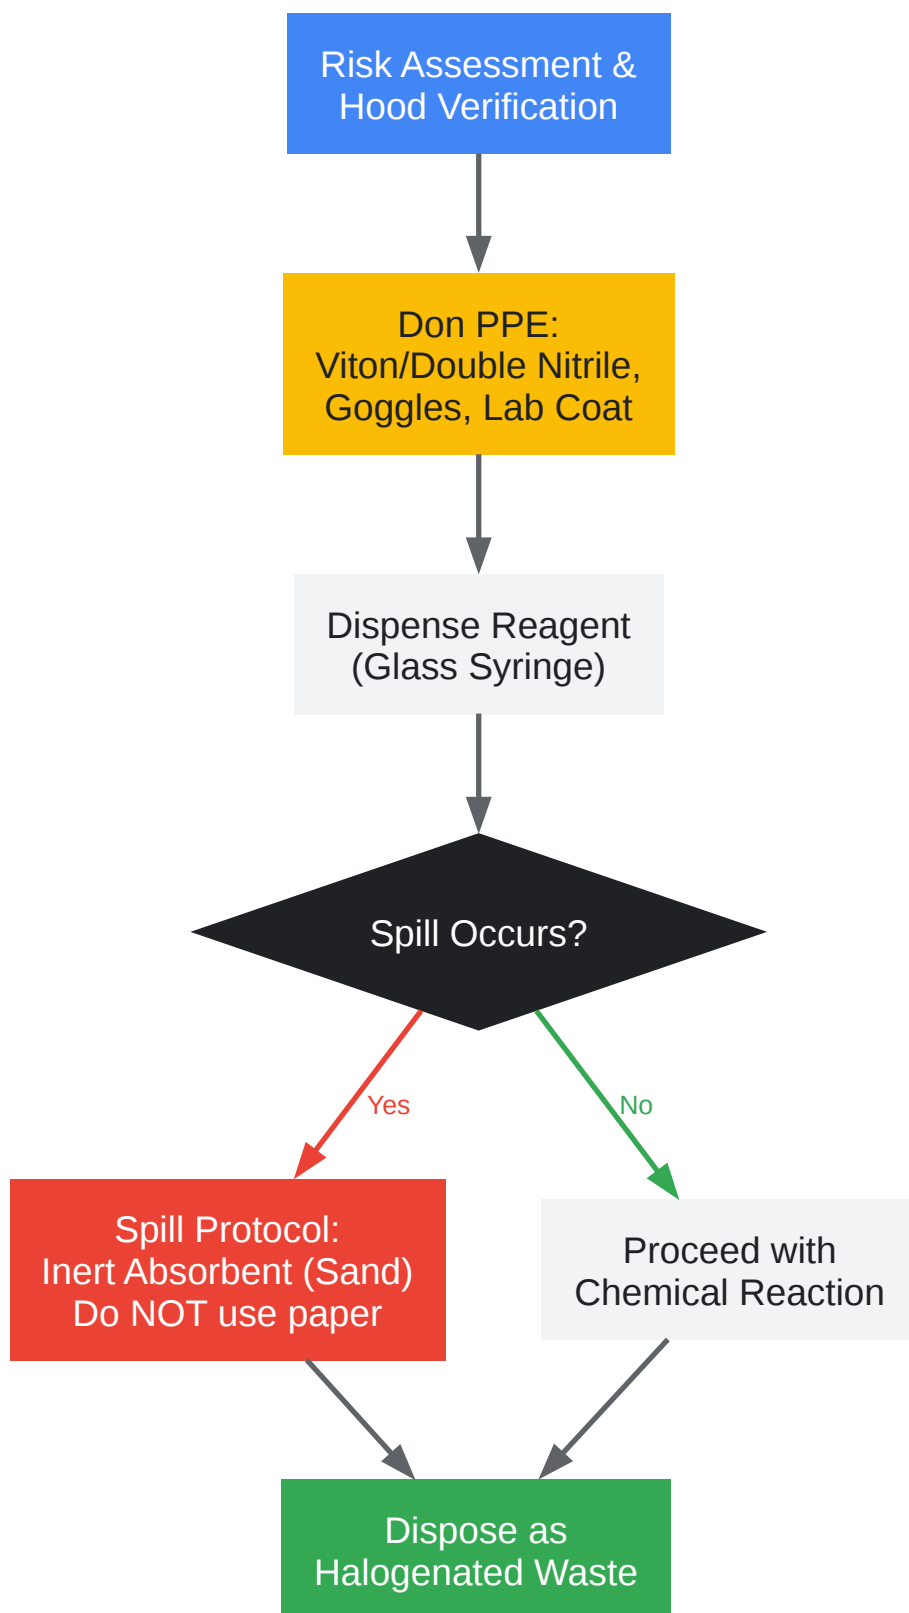 Risk Assessment &
Hood Verification
Don PPE:
Viton/Double Nitrile,
Goggles, Lab Coat
Dispense Reagent
(Glass Syringe)
Spill Occurs?
Yes
No
Spill Protocol:
Inert Absorbent (Sand)
Do NOT use paper
Proceed with
Chemical Reaction
Dispose as
Halogenated Waste